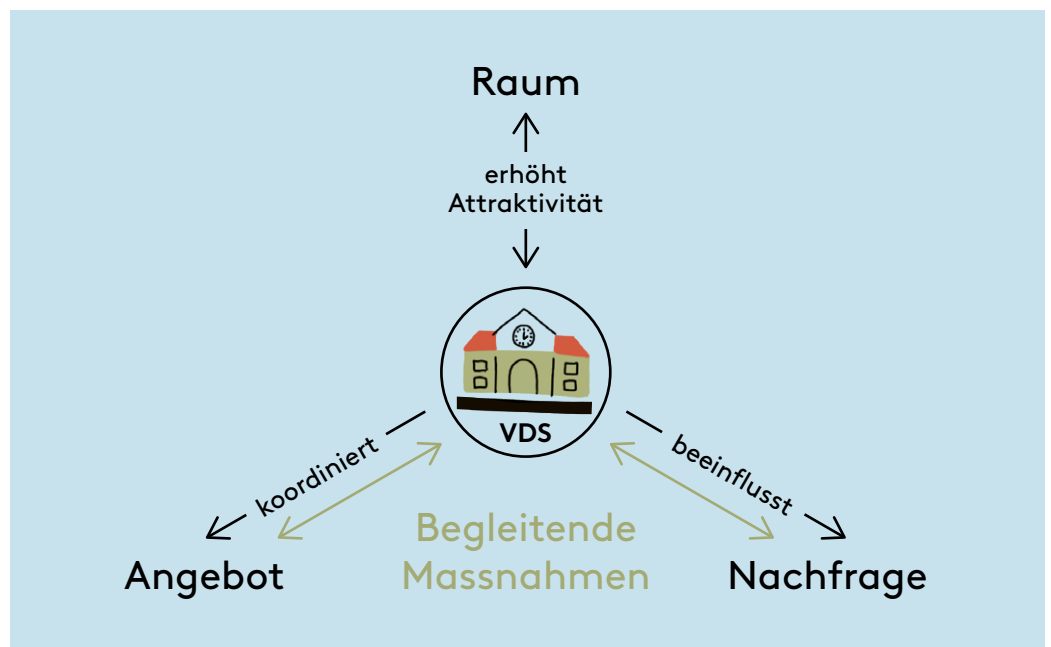 Raum
erhöht
Attraktivität
VDS
koordiniert
beeinflusst
Begleitende
Massnahmen
Angebot
Nachfrage